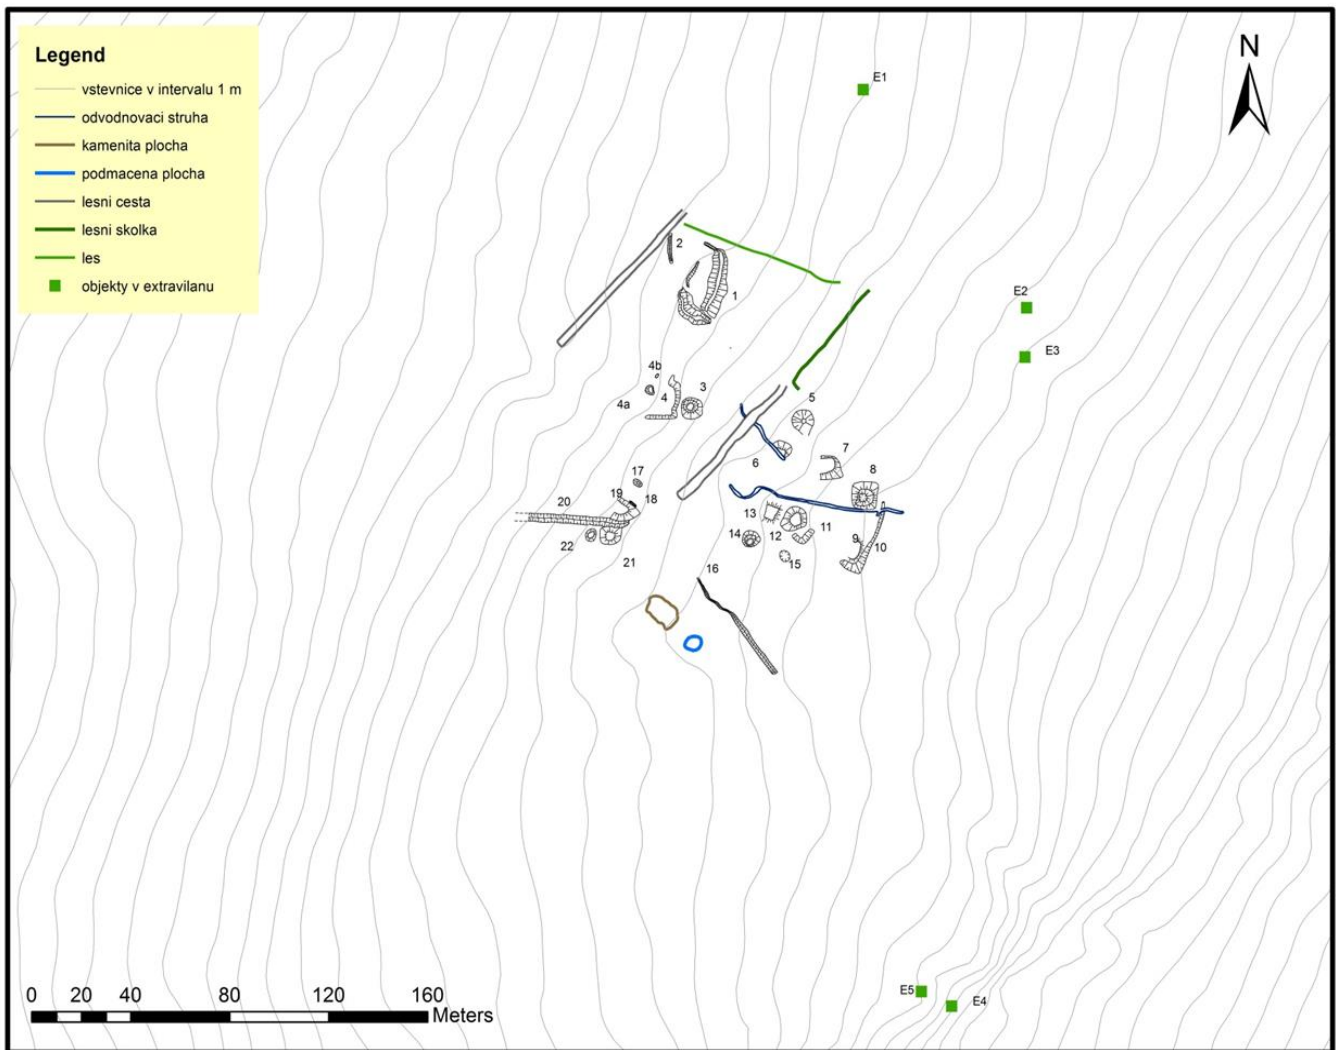 Legend
vstevnice v intervalu 1 m
odvodnovaci struha
kamenita plocha
podmacena plocha
lesni cesta
lesni skolka
les
objekty v extravilanu
N
E1
2
1
E2
E3
4b
4a
4
3
5
6
7
8
17
19
18
20
22
21
13
14
12
11
15
9
10
16
E5
E4
0 20 40 80 120 160
Meters